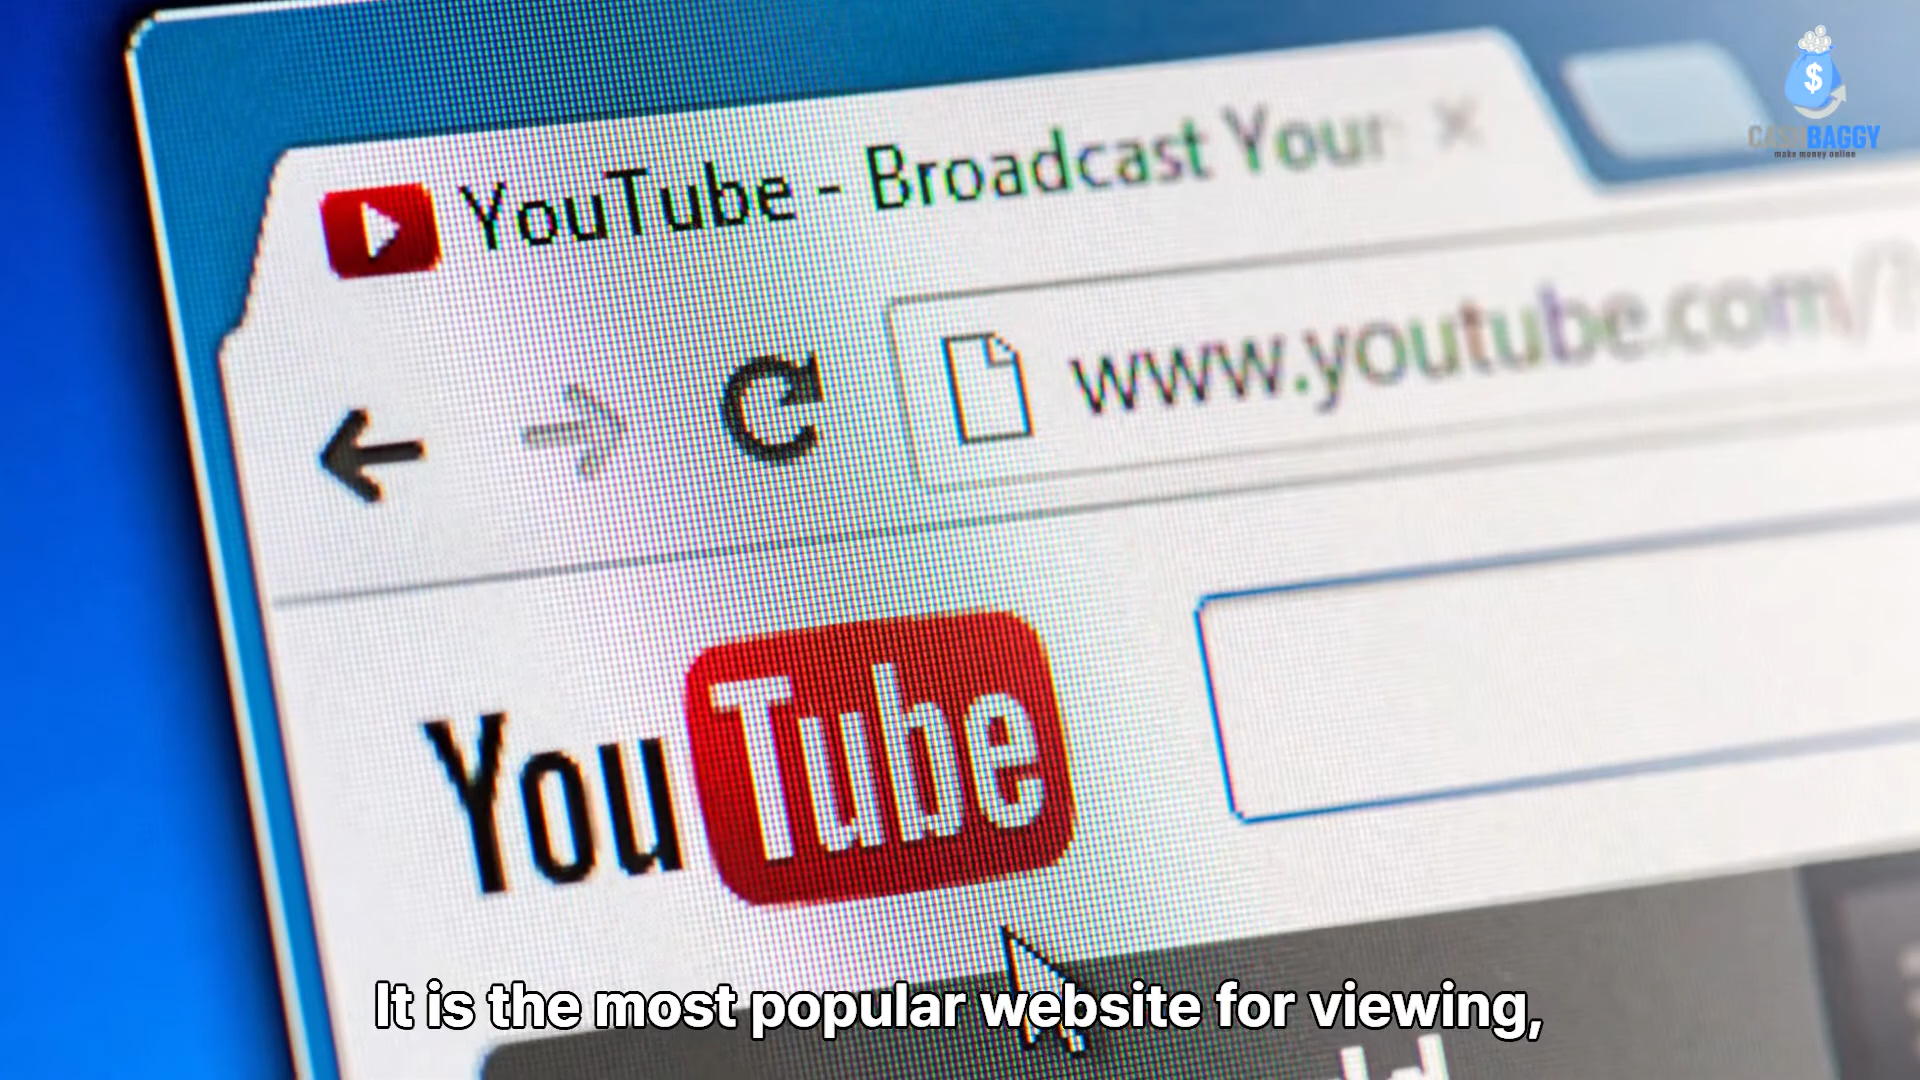 CASHBAGGY
make money online
YouTube - Broadcast Your
www.youtube.com/
YouTube
It is the most popular website for viewing,